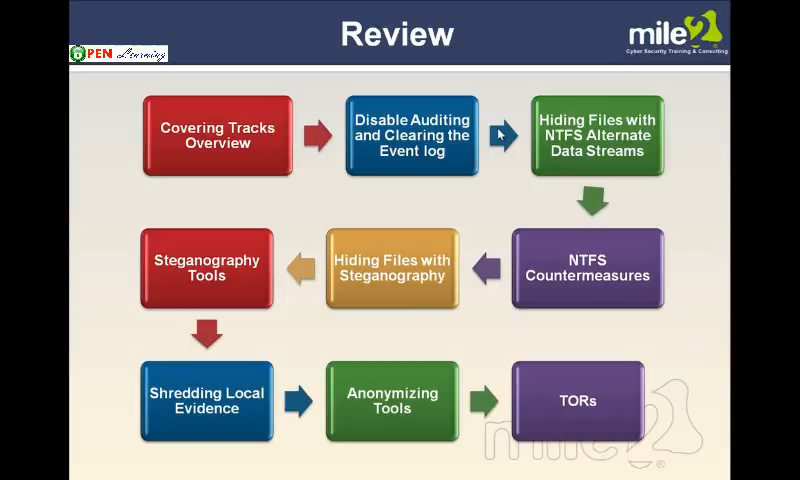 Review
OPEN Learning
mile2
Cyber Security Training & Consulting
Covering Tracks
Overview
Disable Auditing
and Clearing the
Event log
Hiding Files with
NTFS Alternate
Data Streams
Steganography
Tools
Hiding Files with
Steganography
NTFS
Countermeasures
Shredding Local
Evidence
Anonymizing
Tools
TORs
mile2
®